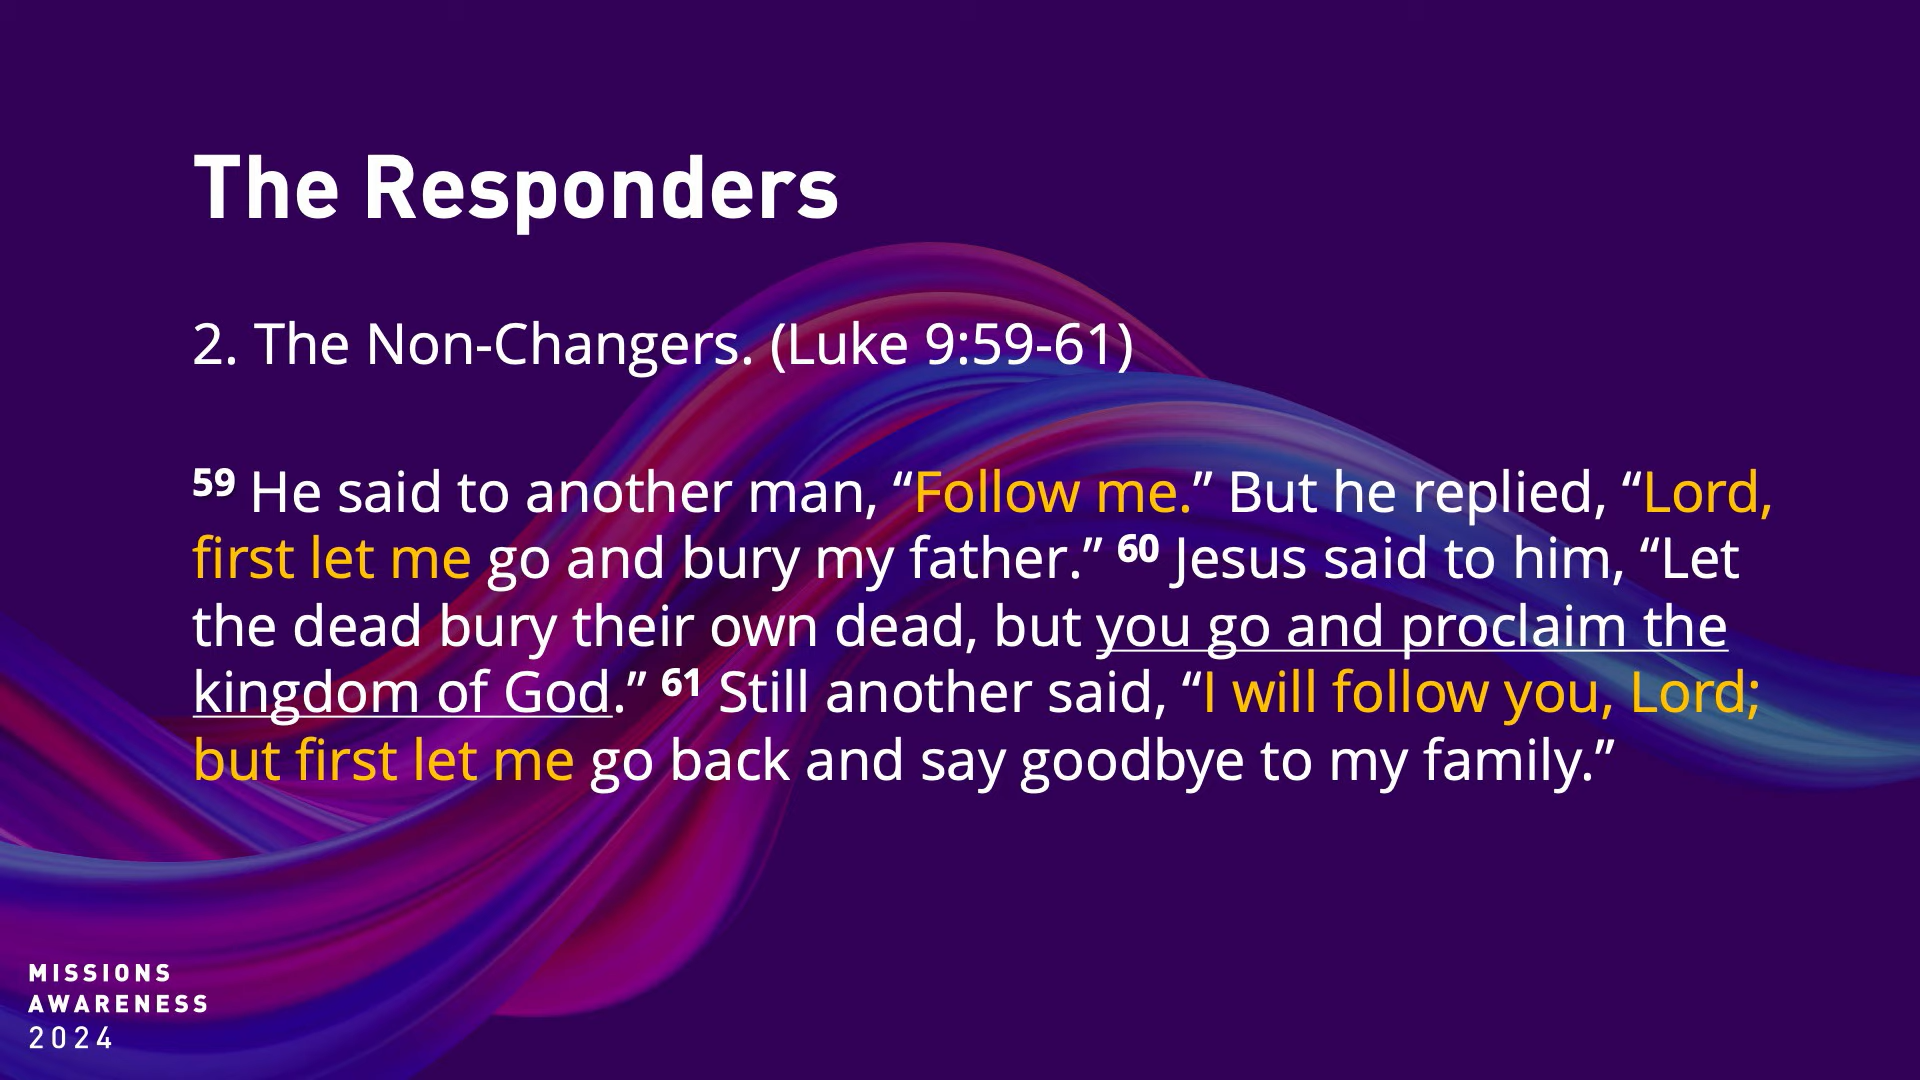 The Responders
2. The Non-Changers. (Luke 9:59-61)
59 He said to another man, “Follow me.” But he replied, “Lord,
first let me go and bury my father.” 60 Jesus said to him, “Let
the dead bury their own dead, but you go and proclaim the
kingdom of God.” 61 Still another said, “I will follow you, Lord;
but first let me go back and say goodbye to my family.”
MISSIONS
AWARENESS
2024